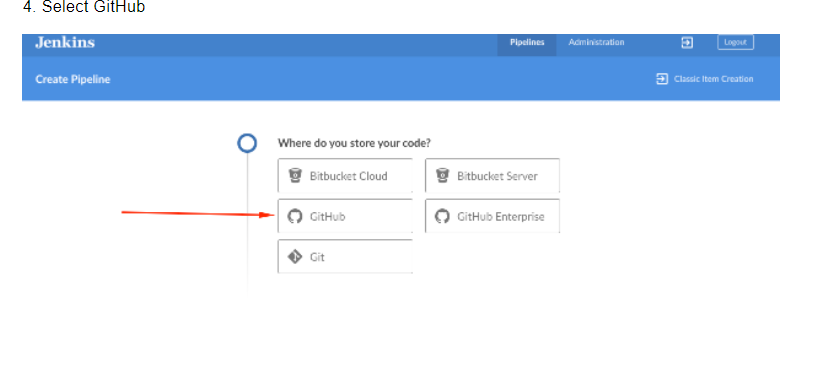 4. Select GitHub
Jenkins
Pipelines
Administration
Logout
Create Pipeline
Classic Item Creation
Where do you store your code?
Bitbucket Cloud
Bitbucket Server
GitHub
GitHub Enterprise
Git